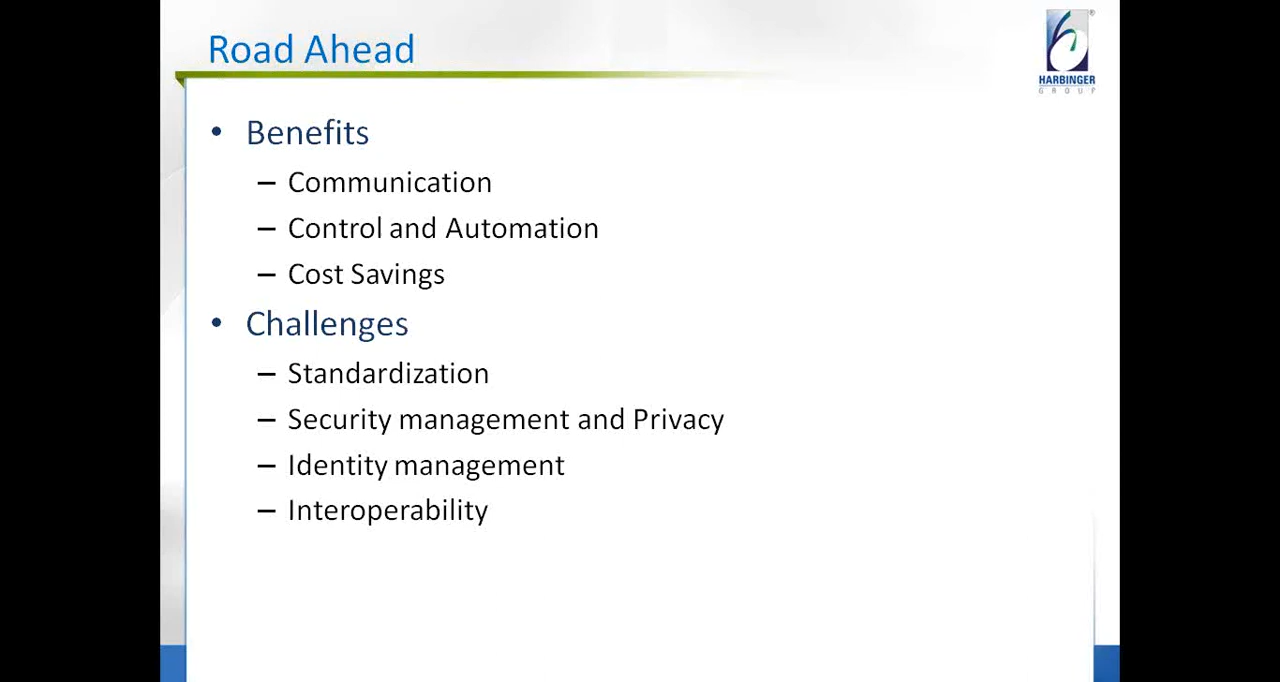 Road Ahead
HARBINGER
GROUP
• Benefits
– Communication
– Control and Automation
– Cost Savings
• Challenges
– Standardization
– Security management and Privacy
– Identity management
– Interoperability